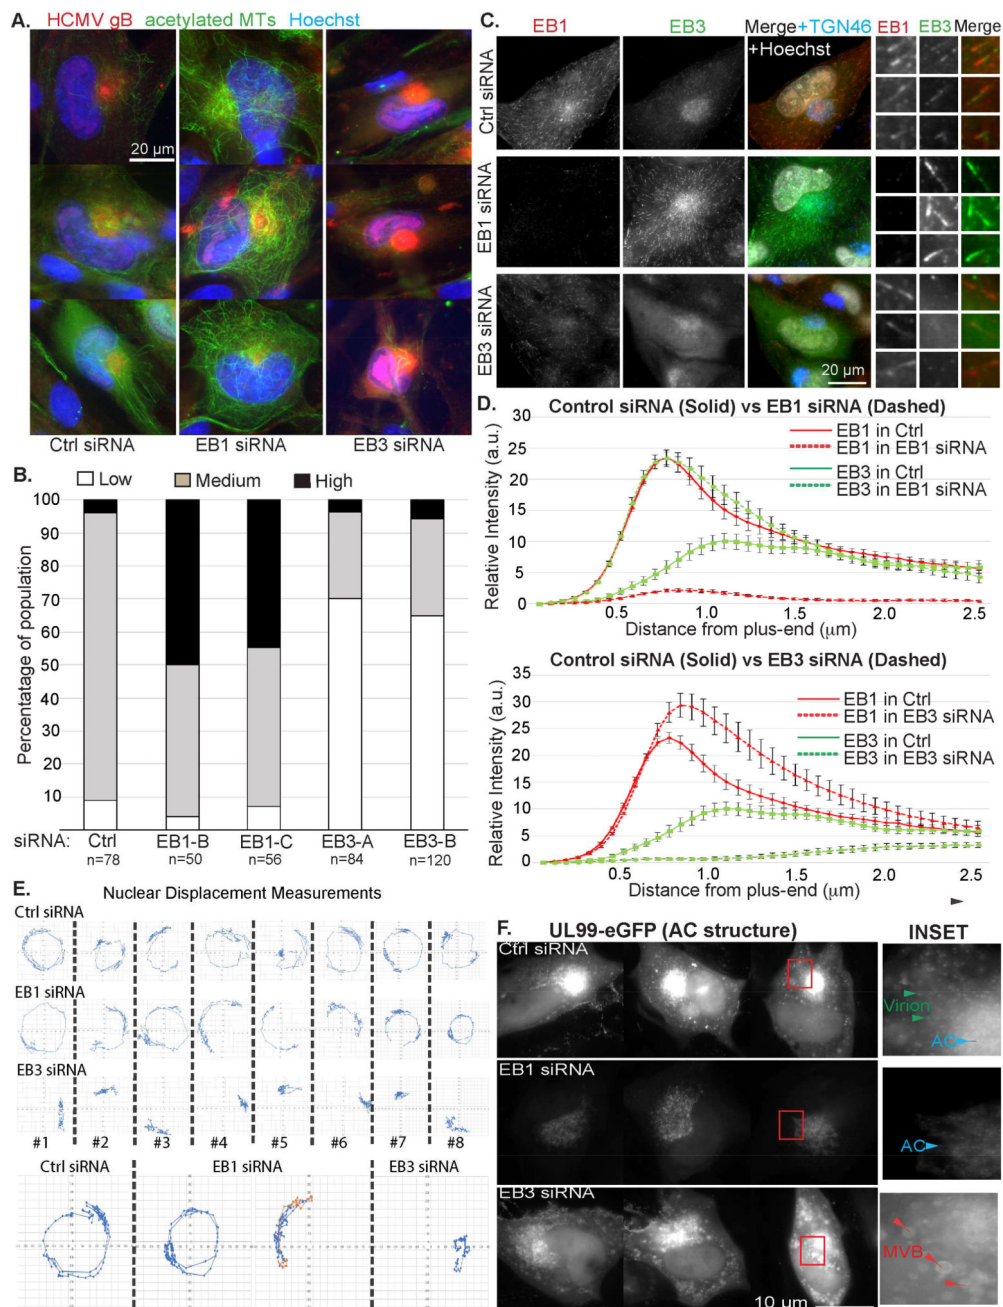 A. HCMV gB acetylated MTs Hoechst
20 µm
Ctrl siRNA EB1 siRNA EB3 siRNA
B. Low Medium High
Percentatage of population
100
90
80
70
60
50
40
30
20
10
siRNA: Ctrl EB1-B EB1-C EB3-A EB3-B
n=78 n=50 n=56 n=84 n=120
C. EB1 EB3 Merge+TGN46 EB1 EB3 Merge
+Hoechst
Ctrl siRNA
EB1 siRNA
EB3 siRNA
20 µm
D. Control siRNA (Solid) vs EB1 siRNA (Dashed)
Relative Intensity (a.u.)
30
25
20
15
10
5
0
EB1 in Ctrl
EB1 in EB1 siRNA
EB3 in Ctrl
EB3 in EB1 siRNA
0.5 1.0 1.5 2.0 2.5
Distance from plus-end (µm)
Control siRNA (Solid) vs EB3 siRNA (Dashed)
Relative Intensity (a.u.)
35
30
25
20
15
10
5
0
EB1 in Ctrl
EB1 in EB3 siRNA
EB3 in Ctrl
EB3 in EB3 siRNA
0.5 1.0 1.5 2.0 2.5
Distance from plus-end (µm)
E. Nuclear Displacement Measurements
Ctrl siRNA
EB1 siRNA
EB3 siRNA
#1 #2 #3 #4 #5 #6 #7 #8
Ctrl siRNA EB1 siRNA EB3 siRNA
F. UL99-eGFP (AC structure) INSET
Ctrl siRNA
Virion
AC
EB1 siRNA
AC
EB3 siRNA
MVB
10 µm